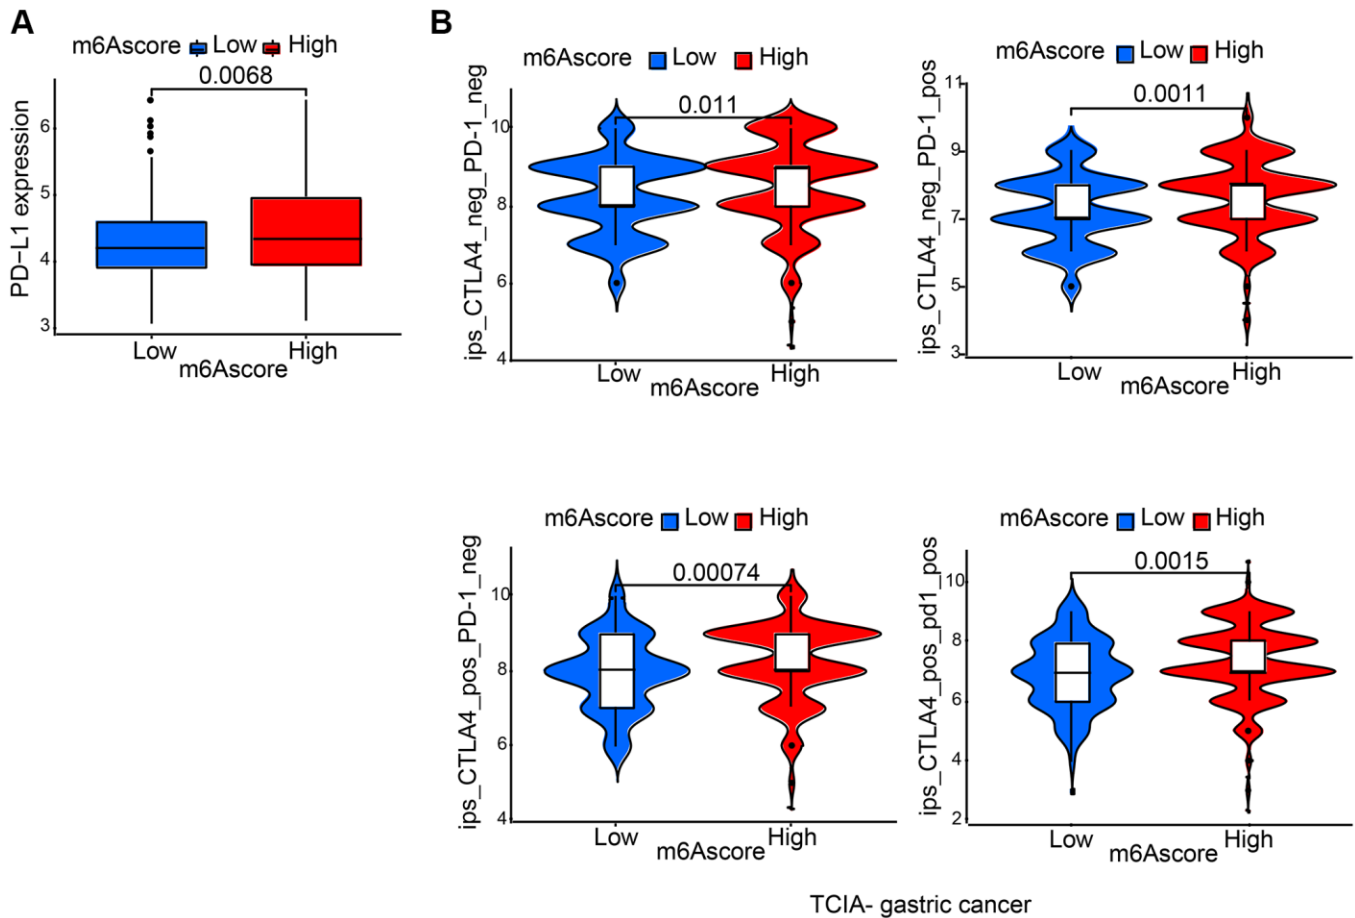 A
m6Ascore Low High
0.0068
PD-L1 expression
6
5
4
3
Low High
m6Ascore
B
m6Ascore Low High
0.011
ips_CTLA4_neg_PD-1_neg
10
8
6
4
Low High
m6Ascore
m6Ascore Low High
0.0011
ips_CTLA4_neg_PD-1_pos
11
9
7
5
3
Low High
m6Ascore
m6Ascore Low High
0.00074
ips_CTLA4_pos_PD-1_neg
10
8
6
4
Low High
m6Ascore
m6Ascore Low High
0.0015
ips_CTLA4_pos_pd1_pos
10
8
6
4
2
Low High
m6Ascore
TCIA- gastric cancer